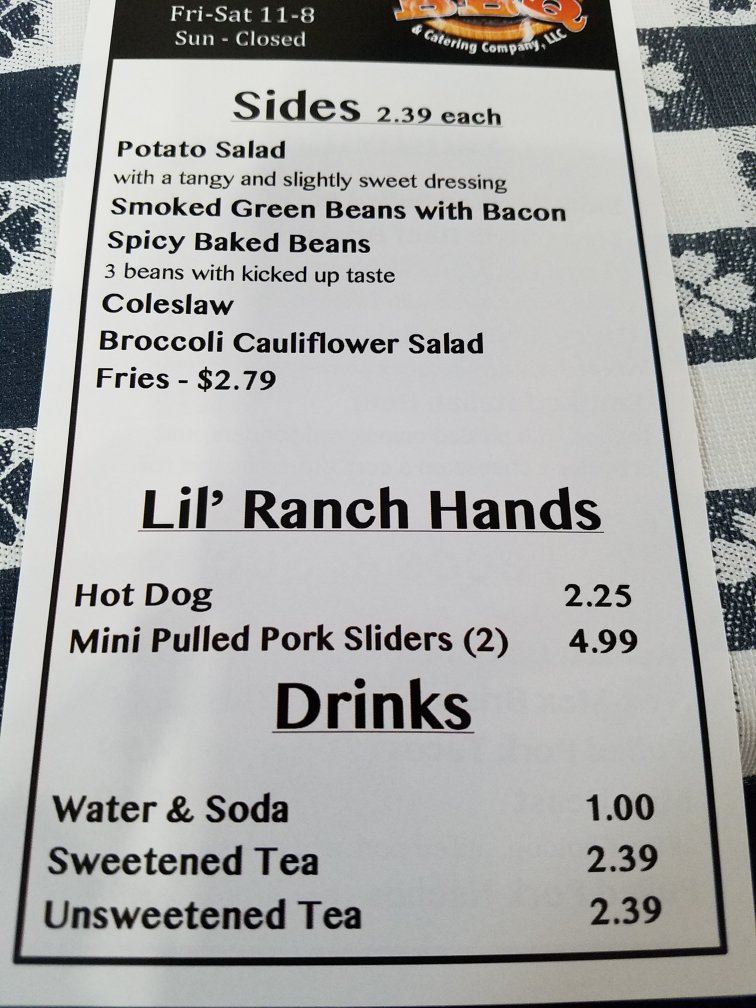 Fri-Sat 11-8
Sun - Closed
BBQ
& Catering Company, LLC
Sides 2.39 each
Potato Salad
with a tangy and slightly sweet dressing
Smoked Green Beans with Bacon
Spicy Baked Beans
3 beans with kicked up taste
Coleslaw
Broccoli Cauliflower Salad
Fries - $2.79
Lil’ Ranch Hands
Hot Dog 2.25
Mini Pulled Pork Sliders (2) 4.99
Drinks
Water & Soda 1.00
Sweetened Tea 2.39
Unsweetened Tea 2.39